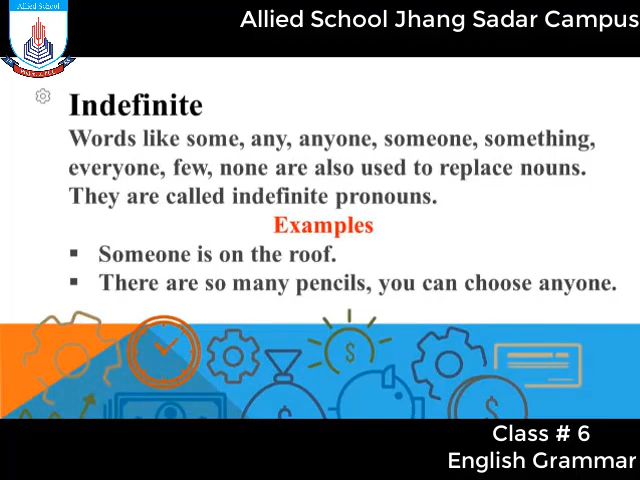 Allied School
Allied School Jhang Sadar Campus
Indefinite
Words like some, any, anyone, someone, something,
everyone, few, none are also used to replace nouns.
They are called indefinite pronouns.
Examples
▪ Someone is on the roof.
▪ There are so many pencils, you can choose anyone.
$
$
$
Class # 6
English Grammar